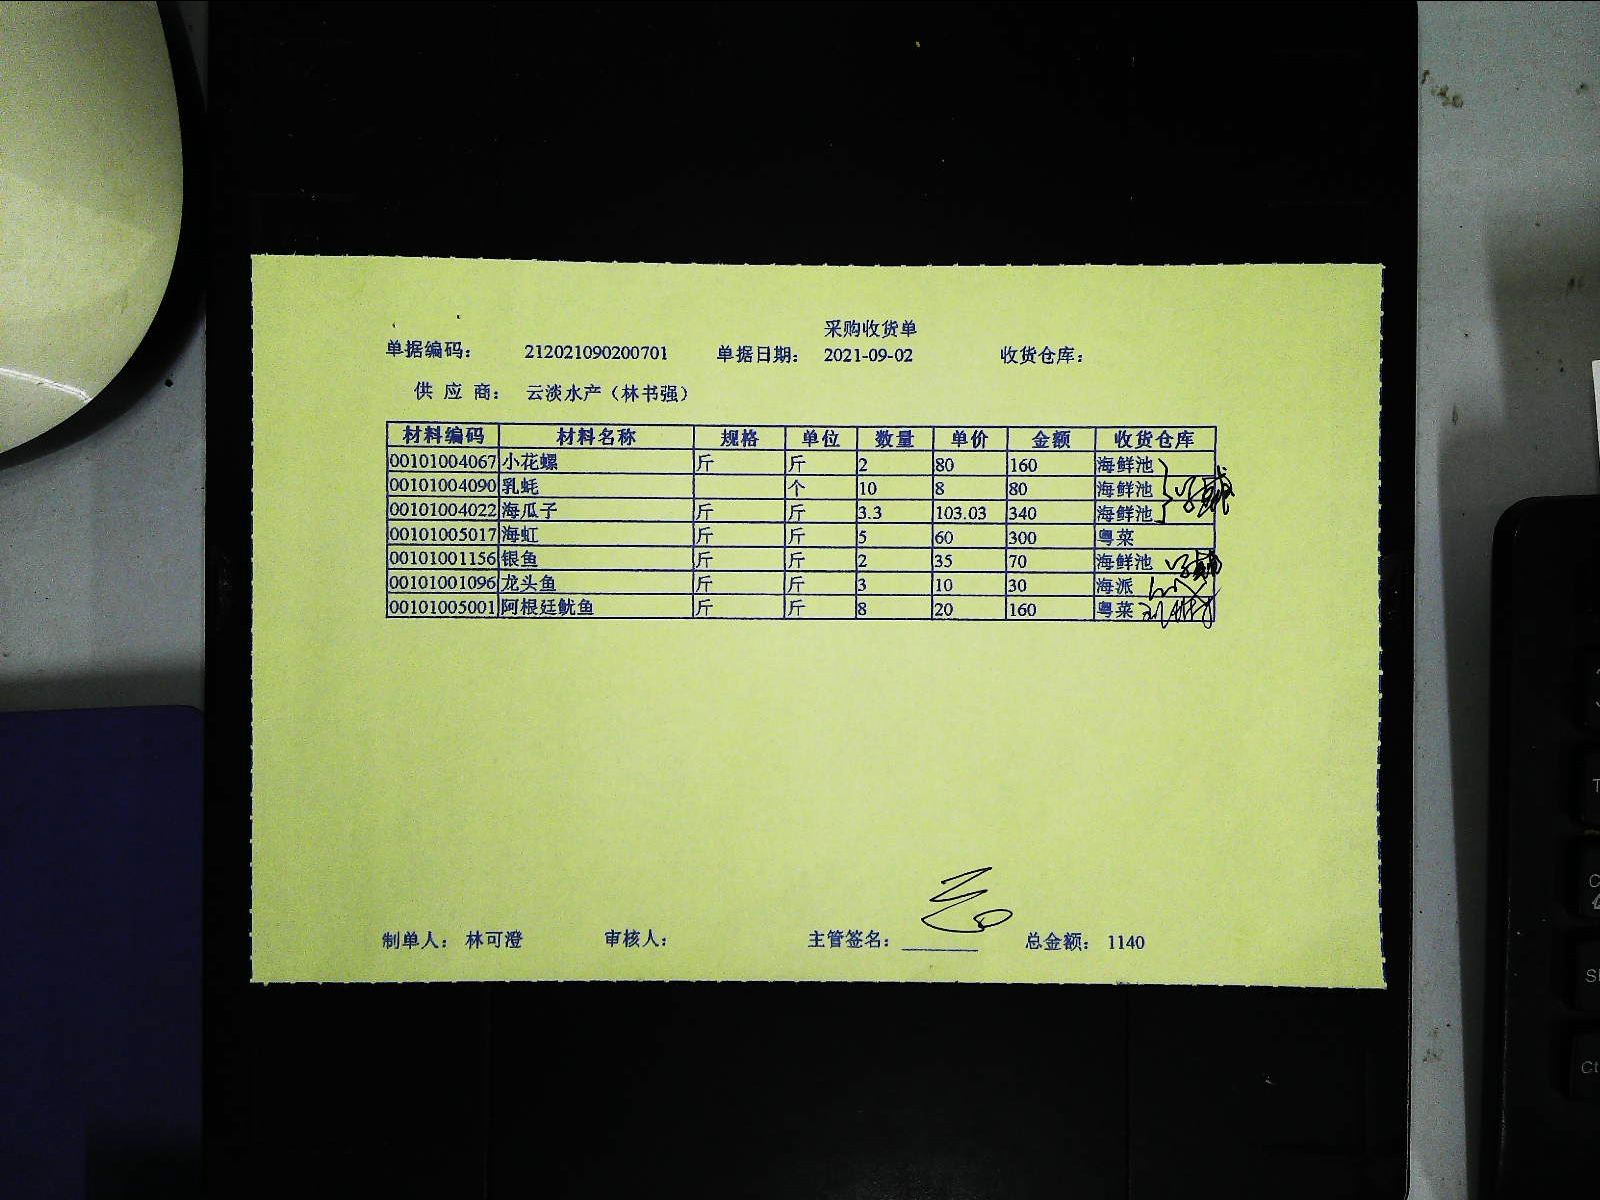 采购收货单
单据编码： 212021090200701 单据日期： 2021-09-02 收货仓库：
供 应 商： 云淡水产（林书强）
材料编码 材料名称 规格 单位 数量 单价 金额 收货仓库
00101004067 小花螺 斤 斤 2 80 160 海鲜池
00101004090 乳蚝 个 10 8 80 海鲜池
00101004022 海瓜子 斤 斤 3.3 103.03 340 海鲜池
00101005017 海虹 斤 斤 5 60 300 粤菜
00101001156 银鱼 斤 斤 2 35 70 海鲜池
00101001096 龙头鱼 斤 斤 3 10 30 海派
00101005001 阿根廷鱿鱼 斤 斤 8 20 160 粤菜
制单人： 林可澄 审核人： 主管签名： 总金额： 1140